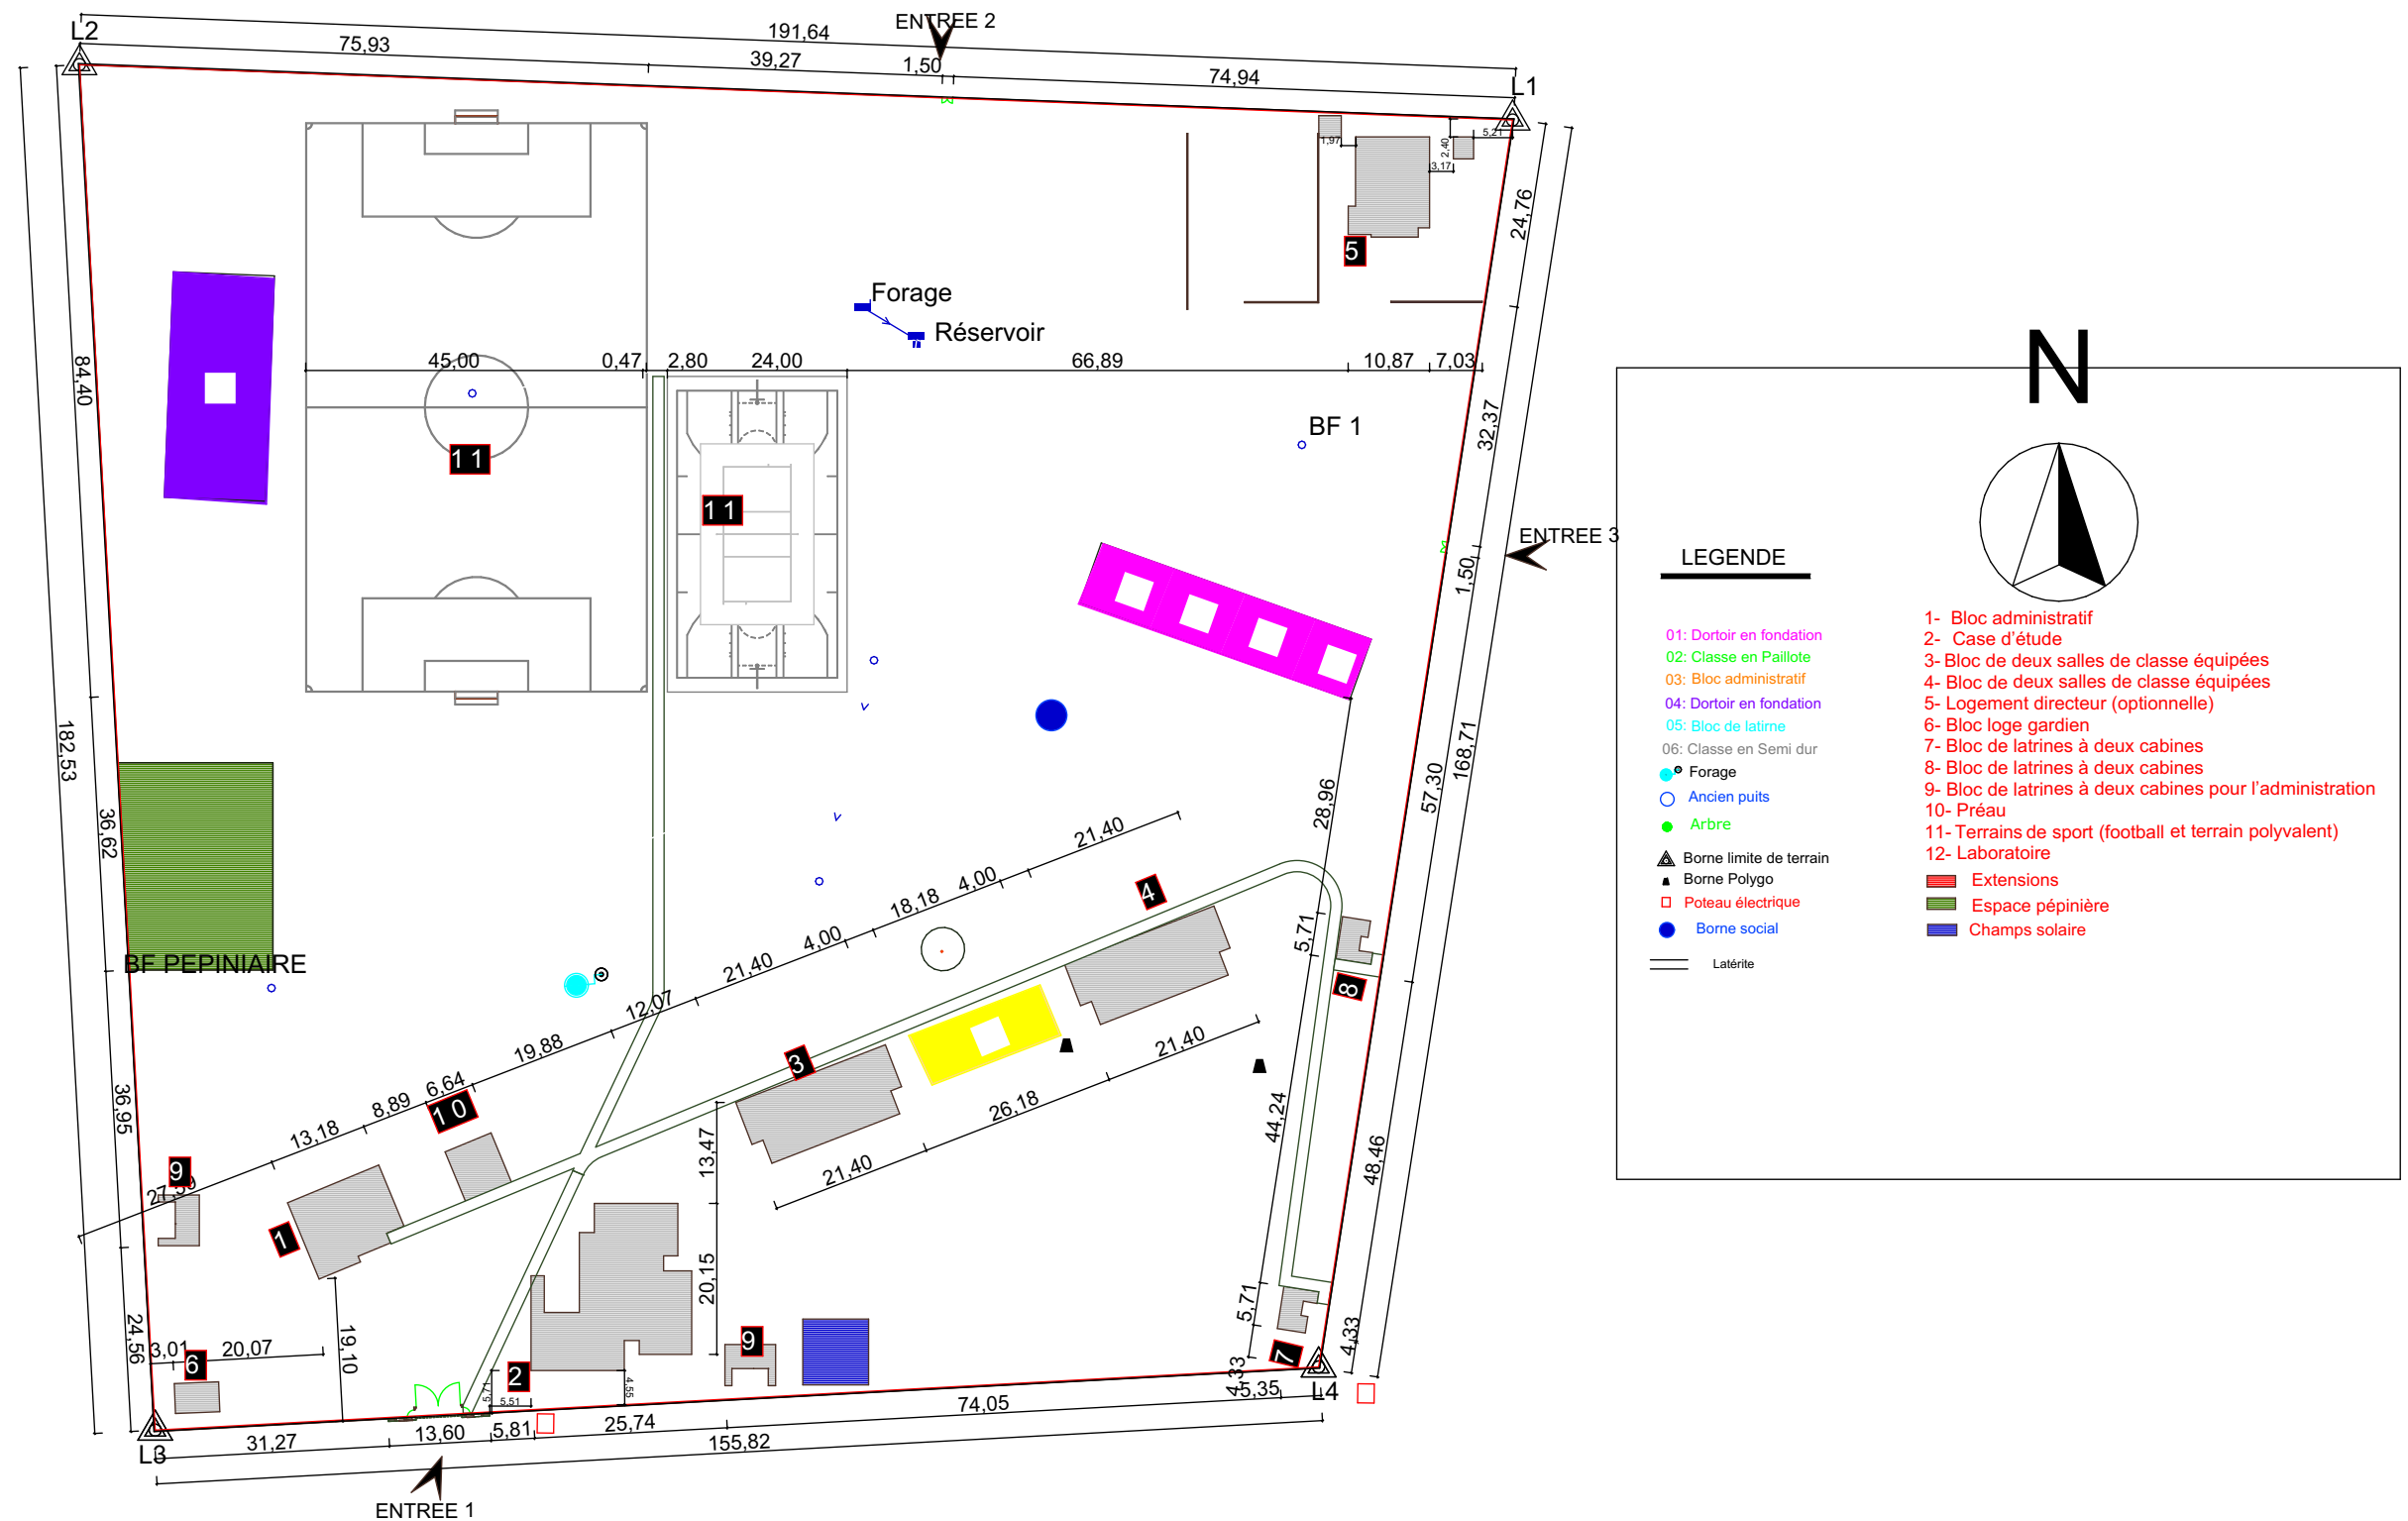 L2
75,93
191,64
ENTREE 2
39,27
1,50
74,94
L1
1,97
2,40
5,21
3,17
5
24,76
Forage
Réservoir
45,00
0,47
2,80
24,00
66,89
10,87
7,03
84,40
32,37
BF 1
11
11
ENTREE 3
1,50
182,53
168,71
57,30
28,96
36,62
21,40
4,00
18,18
4
4,00
21,40
5,71
BF PEPINIAIRE
12,07
19,88
8
3
21,40
26,18
21,40
6,64
10
8,89
13,18
36,95
44,24
48,46
13,47
9
27,59
1
20,15
5,71
24,56
3,01
20,07
6
19,10
9
2
5,71
5,51
4,55
7
4,33
4,33
L4
5,35
74,05
25,74
5,81
13,60
31,27
155,82
L3
ENTREE 1
N
LEGENDE
01: Dortoir en fondation
02: Classe en Paillote
03: Bloc administratif
04: Dortoir en fondation
05: Bloc de latirne
06: Classe en Semi dur
Forage
Ancien puits
Arbre
Borne limite de terrain
Borne Polygo
Poteau électrique
Borne social
Latérite
1- Bloc administratif
2- Case d'étude
3- Bloc de deux salles de classe équipées
4- Bloc de deux salles de classe équipées
5- Logement directeur (optionnelle)
6- Bloc loge gardien
7- Bloc de latrines à deux cabines
8- Bloc de latrines à deux cabines
9- Bloc de latrines à deux cabines pour l'administration
10- Préau
11- Terrains de sport (football et terrain polyvalent)
12- Laboratoire
Extensions
Espace pépinière
Champs solaire